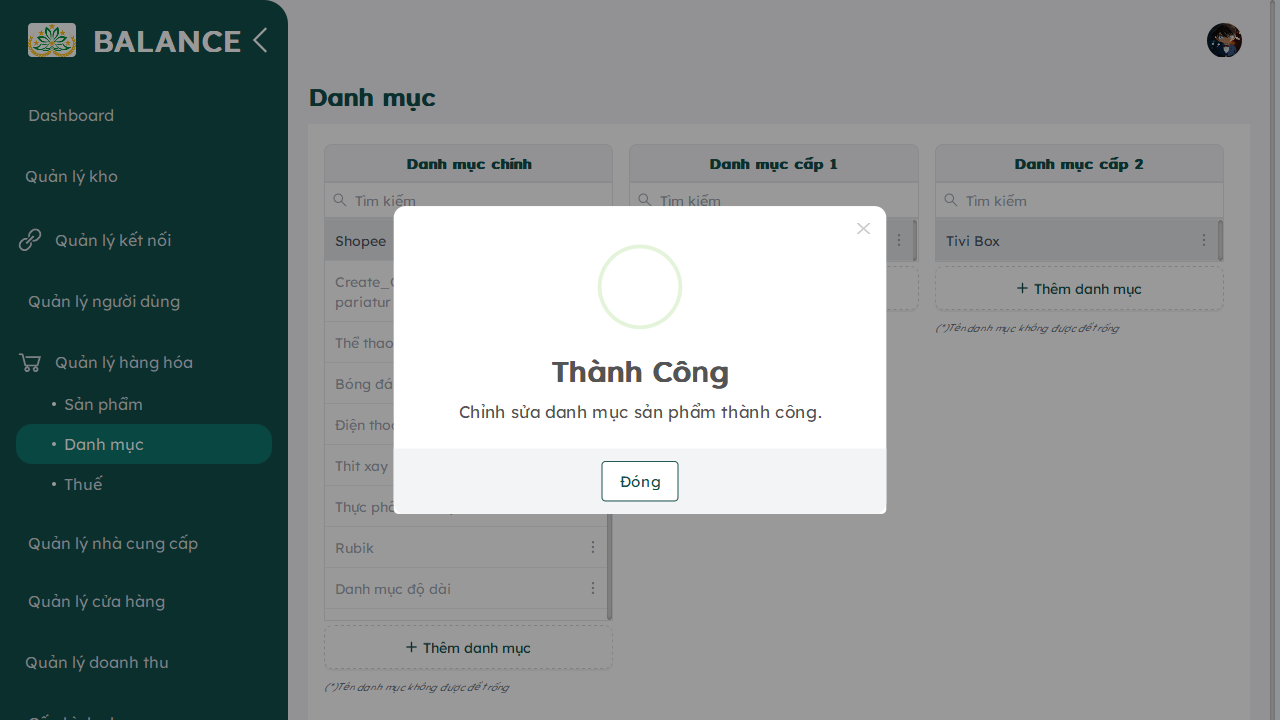 BALANCE
Dashboard
Quản lý kho
Quản lý kết nối
Quản lý người dùng
Quản lý hàng hóa
Sản phẩm
Danh mục
Thuế
Quản lý nhà cung cấp
Quản lý cửa hàng
Quản lý doanh thu
Danh mục
Danh mục chính
Tìm kiếm
Shopee
Create_
pariatur
Thể thao
Bóng đá
Điện tho
Thịt xay
Thực ph
Rubik
Danh mục độ dài
+ Thêm danh mục
(*)Tên danh mục không được để trống
Danh mục cấp 1
Tìm kiếm
Danh mục cấp 2
Tìm kiếm
Tivi Box
+ Thêm danh mục
(*)Tên danh mục không được để trống
Thành Công
Chỉnh sửa danh mục sản phẩm thành công.
Đóng